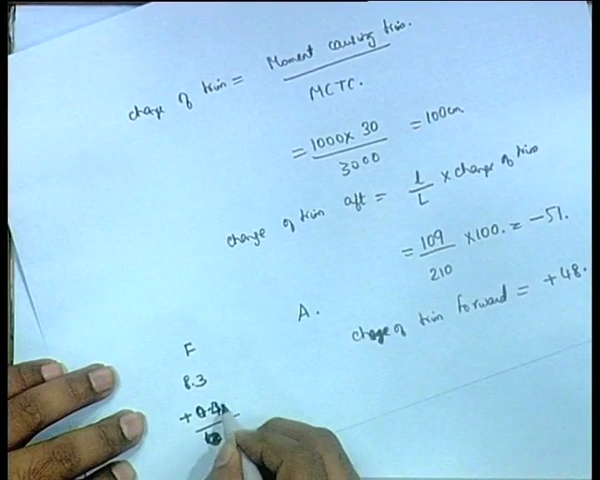 change of trim = Moment causing trim.
MCTC.
= 1000 x 30 = 100cm
3000
change of trim aft = l x change of trim
L
= 109 x 100. = -51.
210
A. change of trim forward = +48.
F
8.3
+